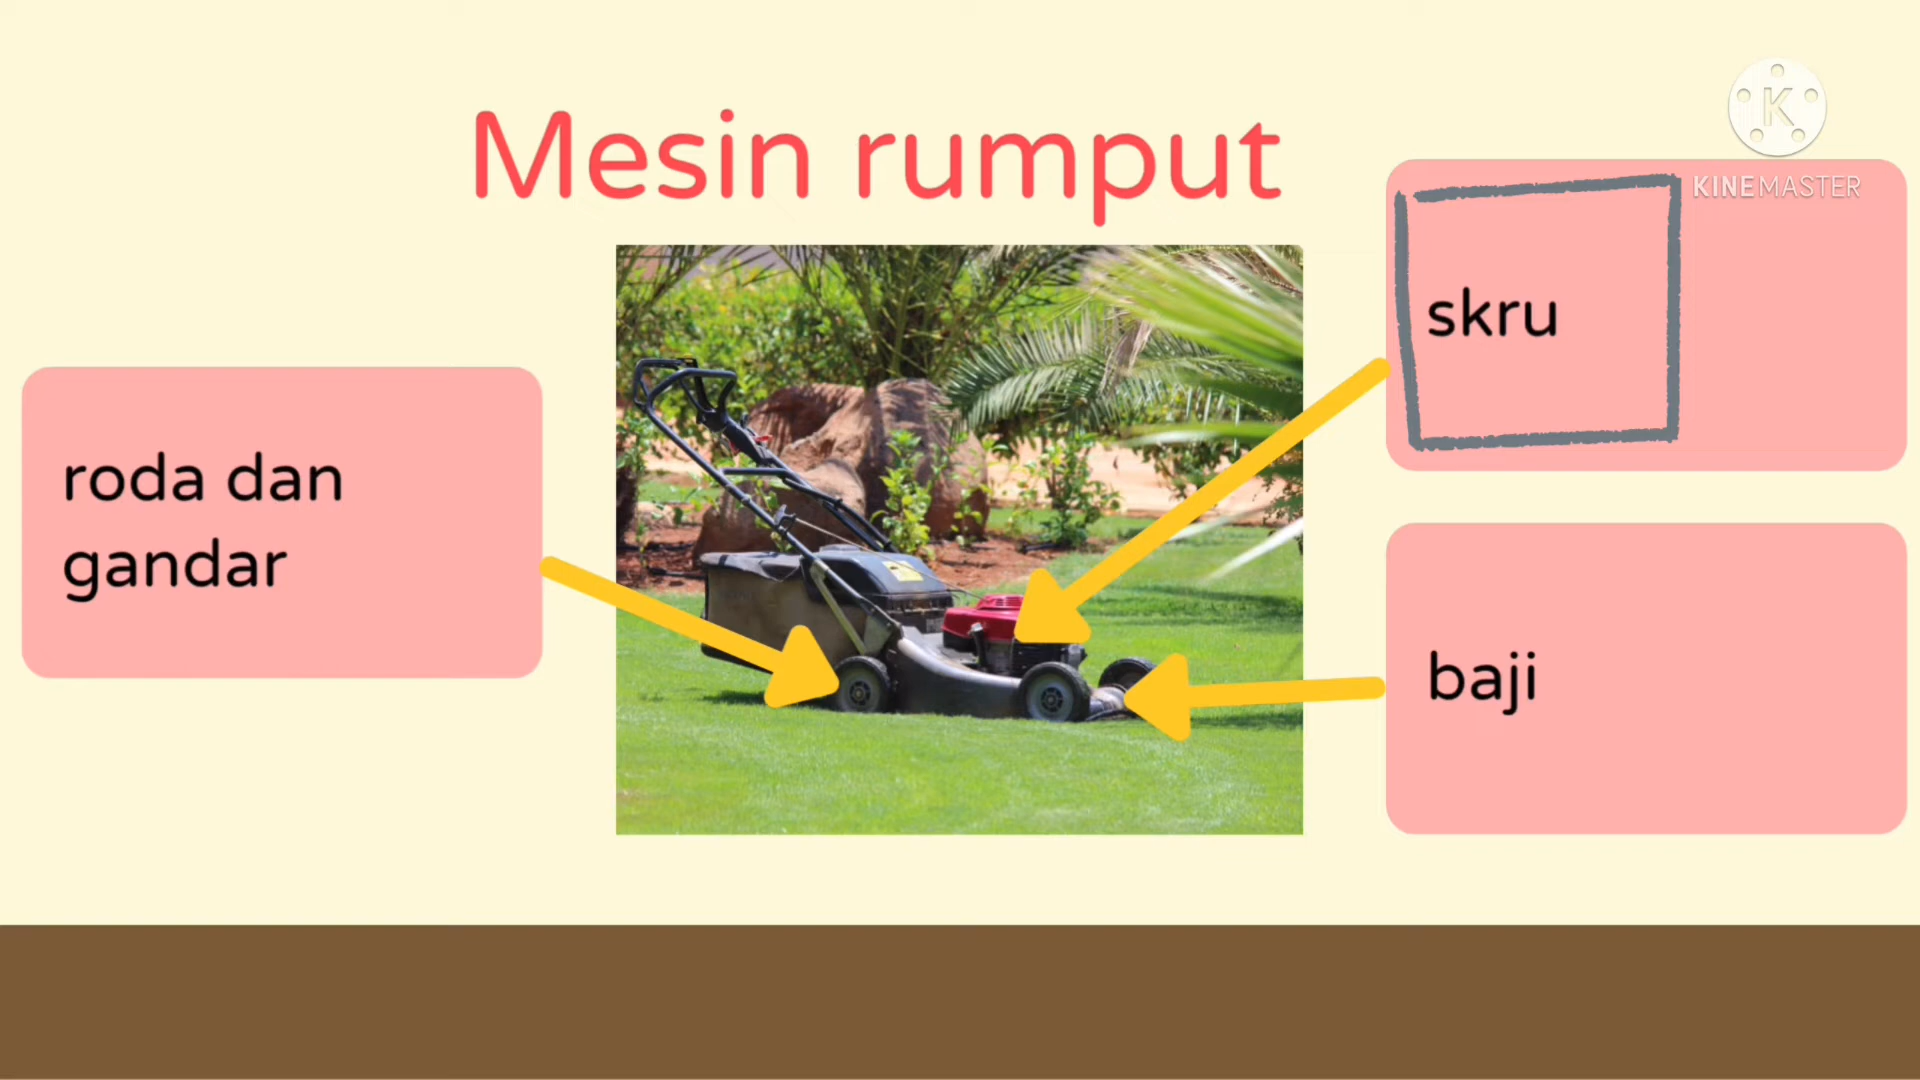 Mesin rumput
K
KINEMASTER
skru
roda dan
gandar
baji